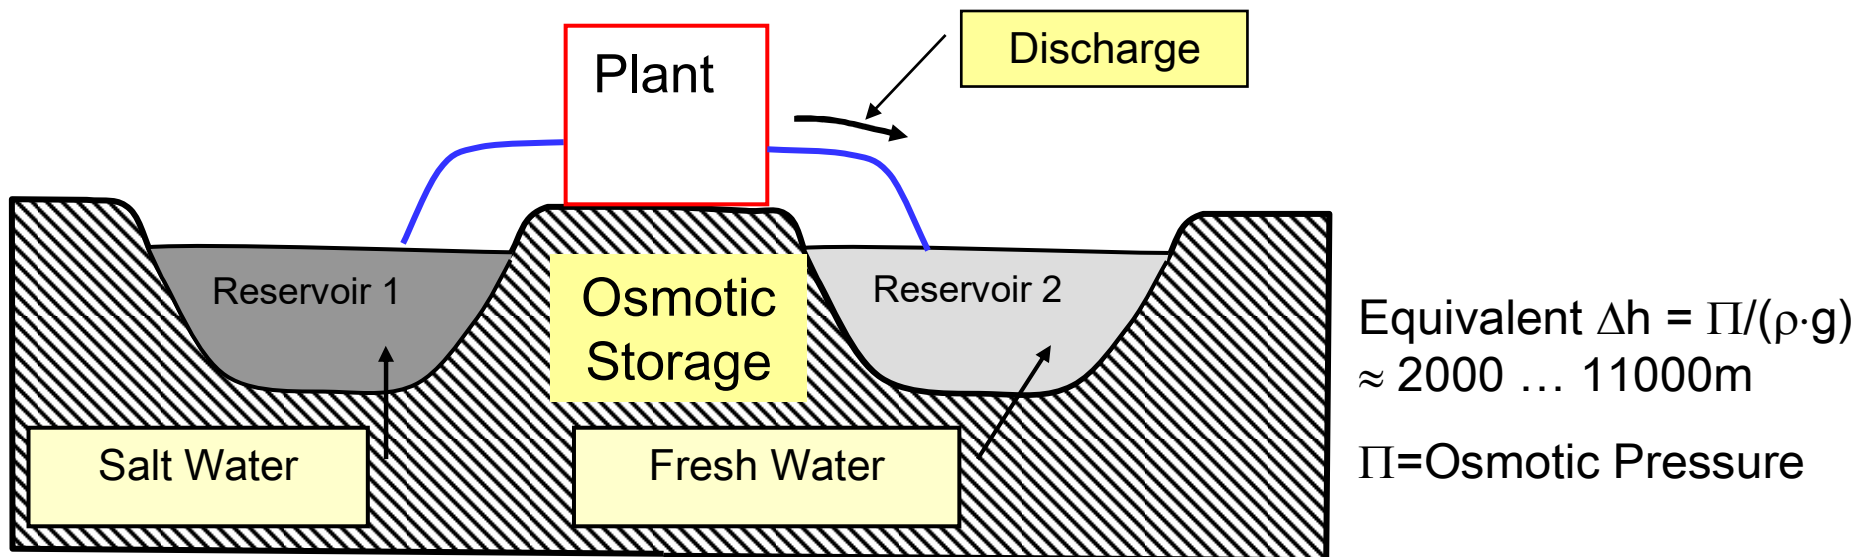 Plant
Discharge
Reservoir 1
Osmotic
Storage
Reservoir 2
Equivalent Δh = Π/(ρ·g)
≈ 2000 … 11000m
Salt Water
Fresh Water
Π=Osmotic Pressure